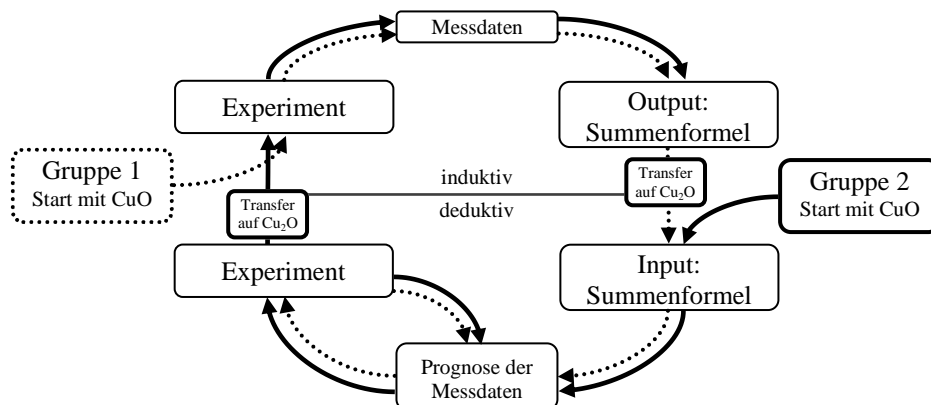 Messdaten
Experiment
Output:
Summenformel
Gruppe 1
Start mit CuO
Transfer
auf Cu₂O
induktiv
deduktiv
Transfer
auf Cu₂O
Gruppe 2
Start mit CuO
Experiment
Input:
Summenformel
Prognose der
Messdaten